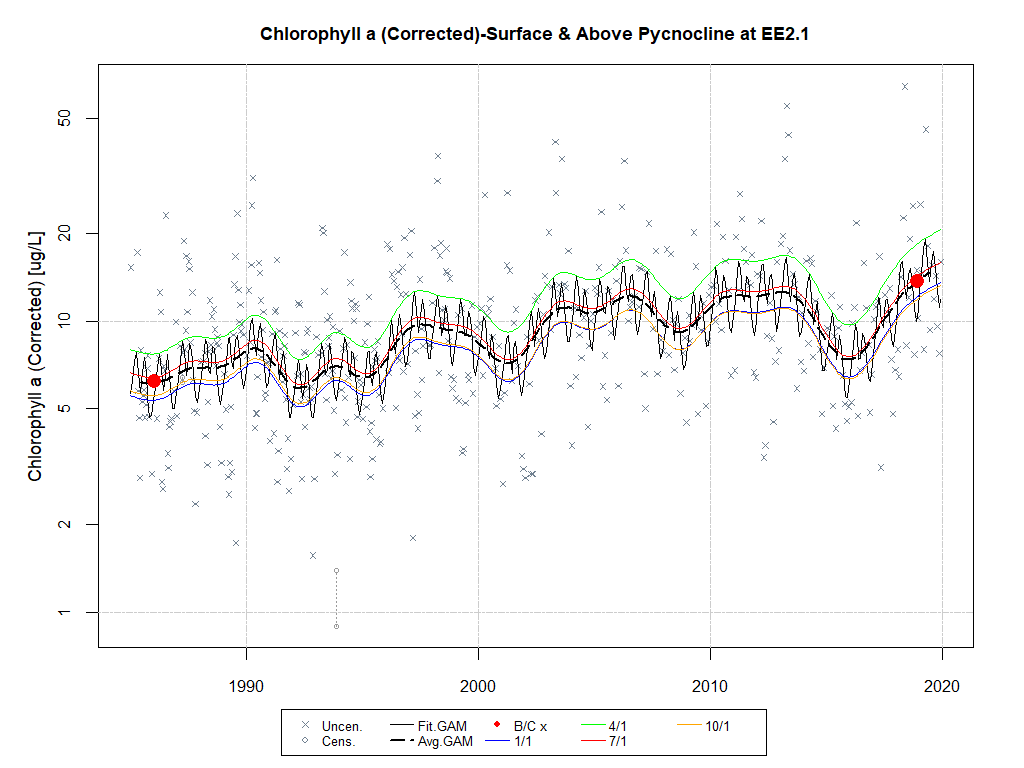 Chlorophyll a (Corrected)-Surface & Above Pycnocline at EE2.1
Chlorophyll a (Corrected) [ug/L]
50
20
10
5
2
1
1990 2000 2010 2020
Uncen. Fit.GAM B/C x 4/1 10/1
Cens. Avg.GAM 1/1 7/1